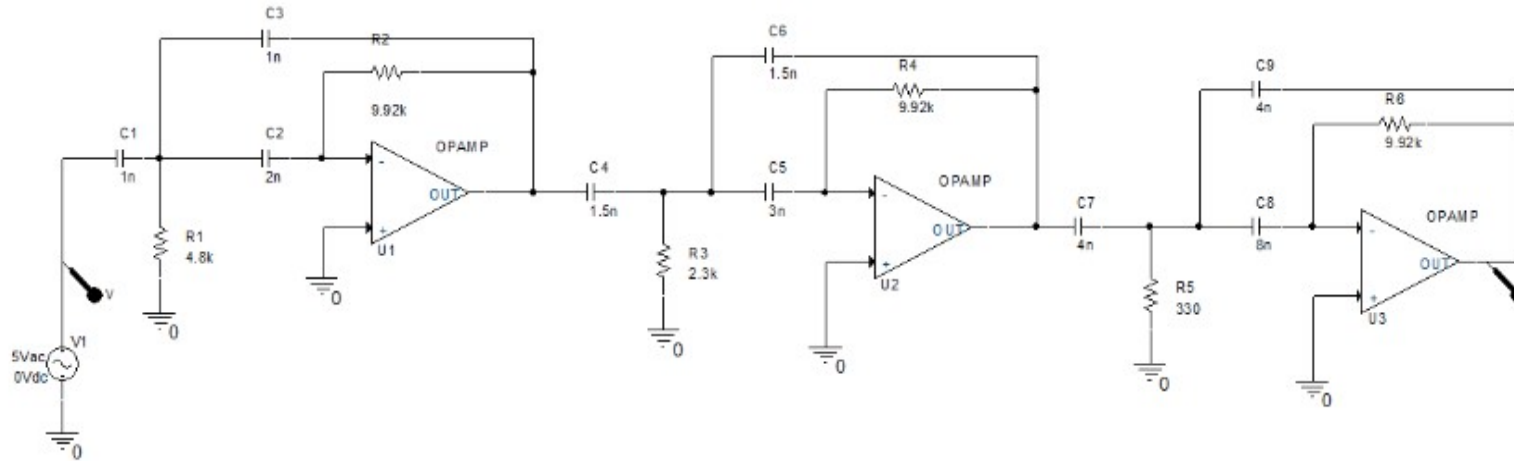 C3
1n
R2
9.92k
C1
1n
C2
2n
OPAMP
-
OUT
+
U1
R1
4.8k
0
0
V
V1
5Vac
0Vdc
0
C4
1.5n
R3
2.3k
0
C6
1.5n
R4
9.92k
C5
3n
OPAMP
-
OUT
+
U2
0
C7
4n
R5
330
0
C9
4n
R6
9.92k
C8
8n
OPAMP
-
OUT
+
U3
0